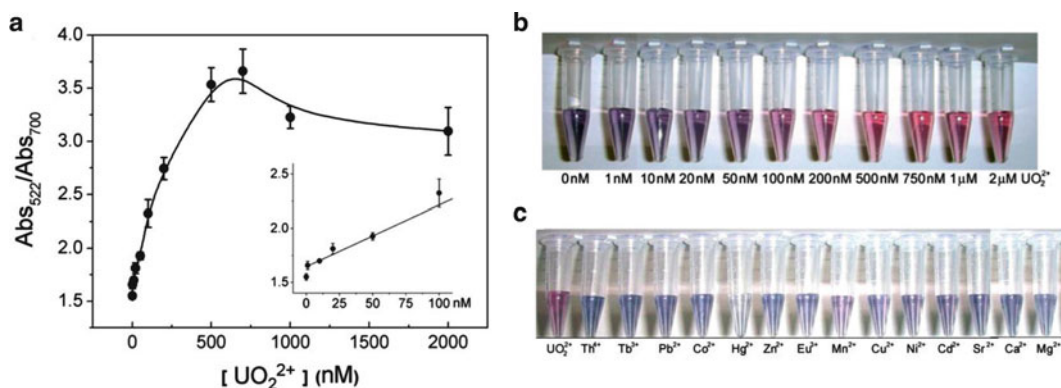 a
4.0
3.5
3.0
2.5
2.0
1.5
Abs₅₂₂/Abs₇₀₀
0 500 1000 1500 2000
[ UO₂²⁺ ] (nM)
2.5
2.0
1.5
0 25 50 75 100 nM
b
0nM 1nM 10nM 20nM 50nM 100nM 200nM 500nM 750nM 1μM 2μM UO₂²⁺
c
UO₂²⁺ Th⁴⁺ Tb³⁺ Pb²⁺ Co²⁺ Hg²⁺ Zn²⁺ Eu³⁺ Mn²⁺ Cu²⁺ Ni²⁺ Cd²⁺ Sr²⁺ Ca²⁺ Mg²⁺